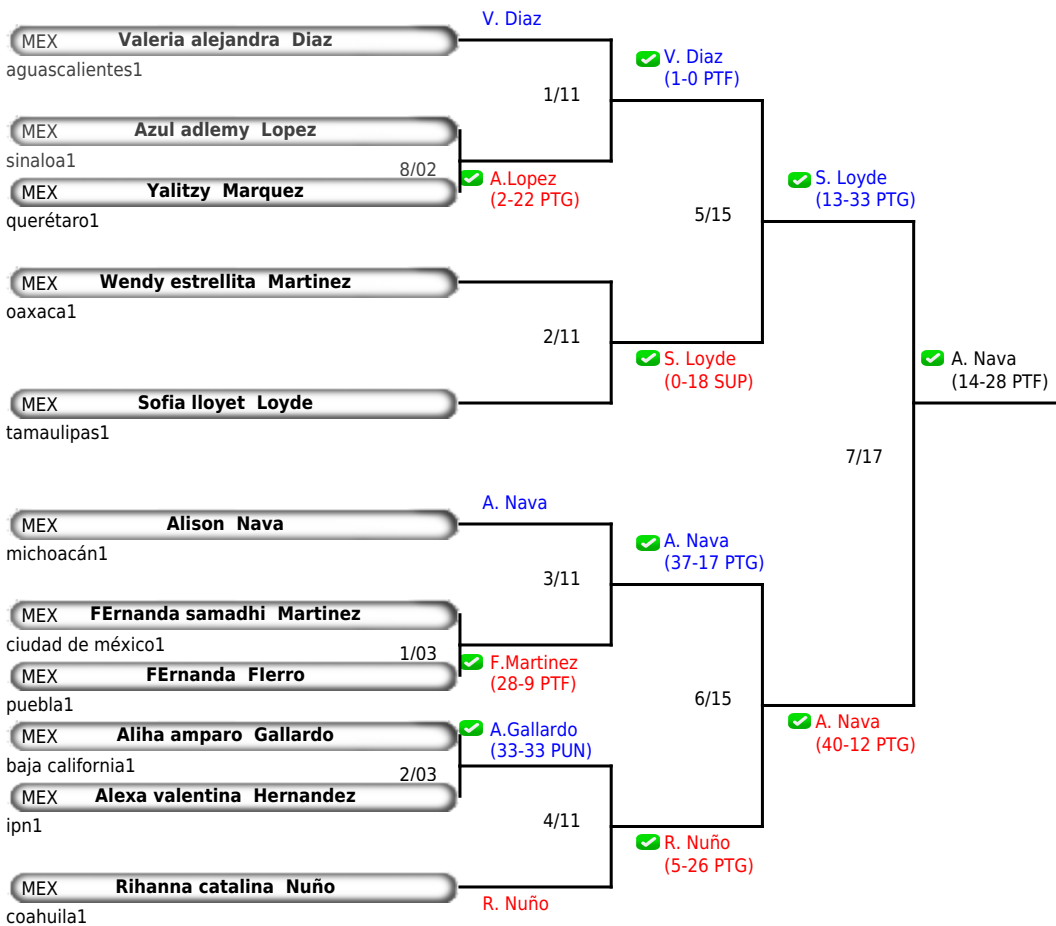 V. Diaz
MEX Valeria alejandra Diaz
aguascalientes1
V. Diaz
(1-0 PTF)
1/11
MEX Azul adlemy Lopez
sinaloa1
8/02
A.Lopez
(2-22 PTG)
MEX Yalitzy Marquez
querétaro1
S. Loyde
(13-33 PTG)
5/15
MEX Wendy estrellita Martinez
oaxaca1
2/11
S. Loyde
(0-18 SUP)
A. Nava
(14-28 PTF)
MEX Sofia lloyet Loyde
tamaulipas1
7/17
A. Nava
MEX Alison Nava
michoacán1
A. Nava
(37-17 PTG)
3/11
MEX FErnanda samadhi Martinez
ciudad de méxico1
1/03
F.Martinez
(28-9 PTF)
MEX FErnanda FIerro
puebla1
6/15
A. Nava
(40-12 PTG)
MEX Aliha amparo Gallardo
A.Gallardo
(33-33 PUN)
baja california1
2/03
MEX Alexa valentina Hernandez
ipn1
4/11
R. Nuño
(5-26 PTG)
MEX Rihanna catalina Nuño
R. Nuño
coahuila1